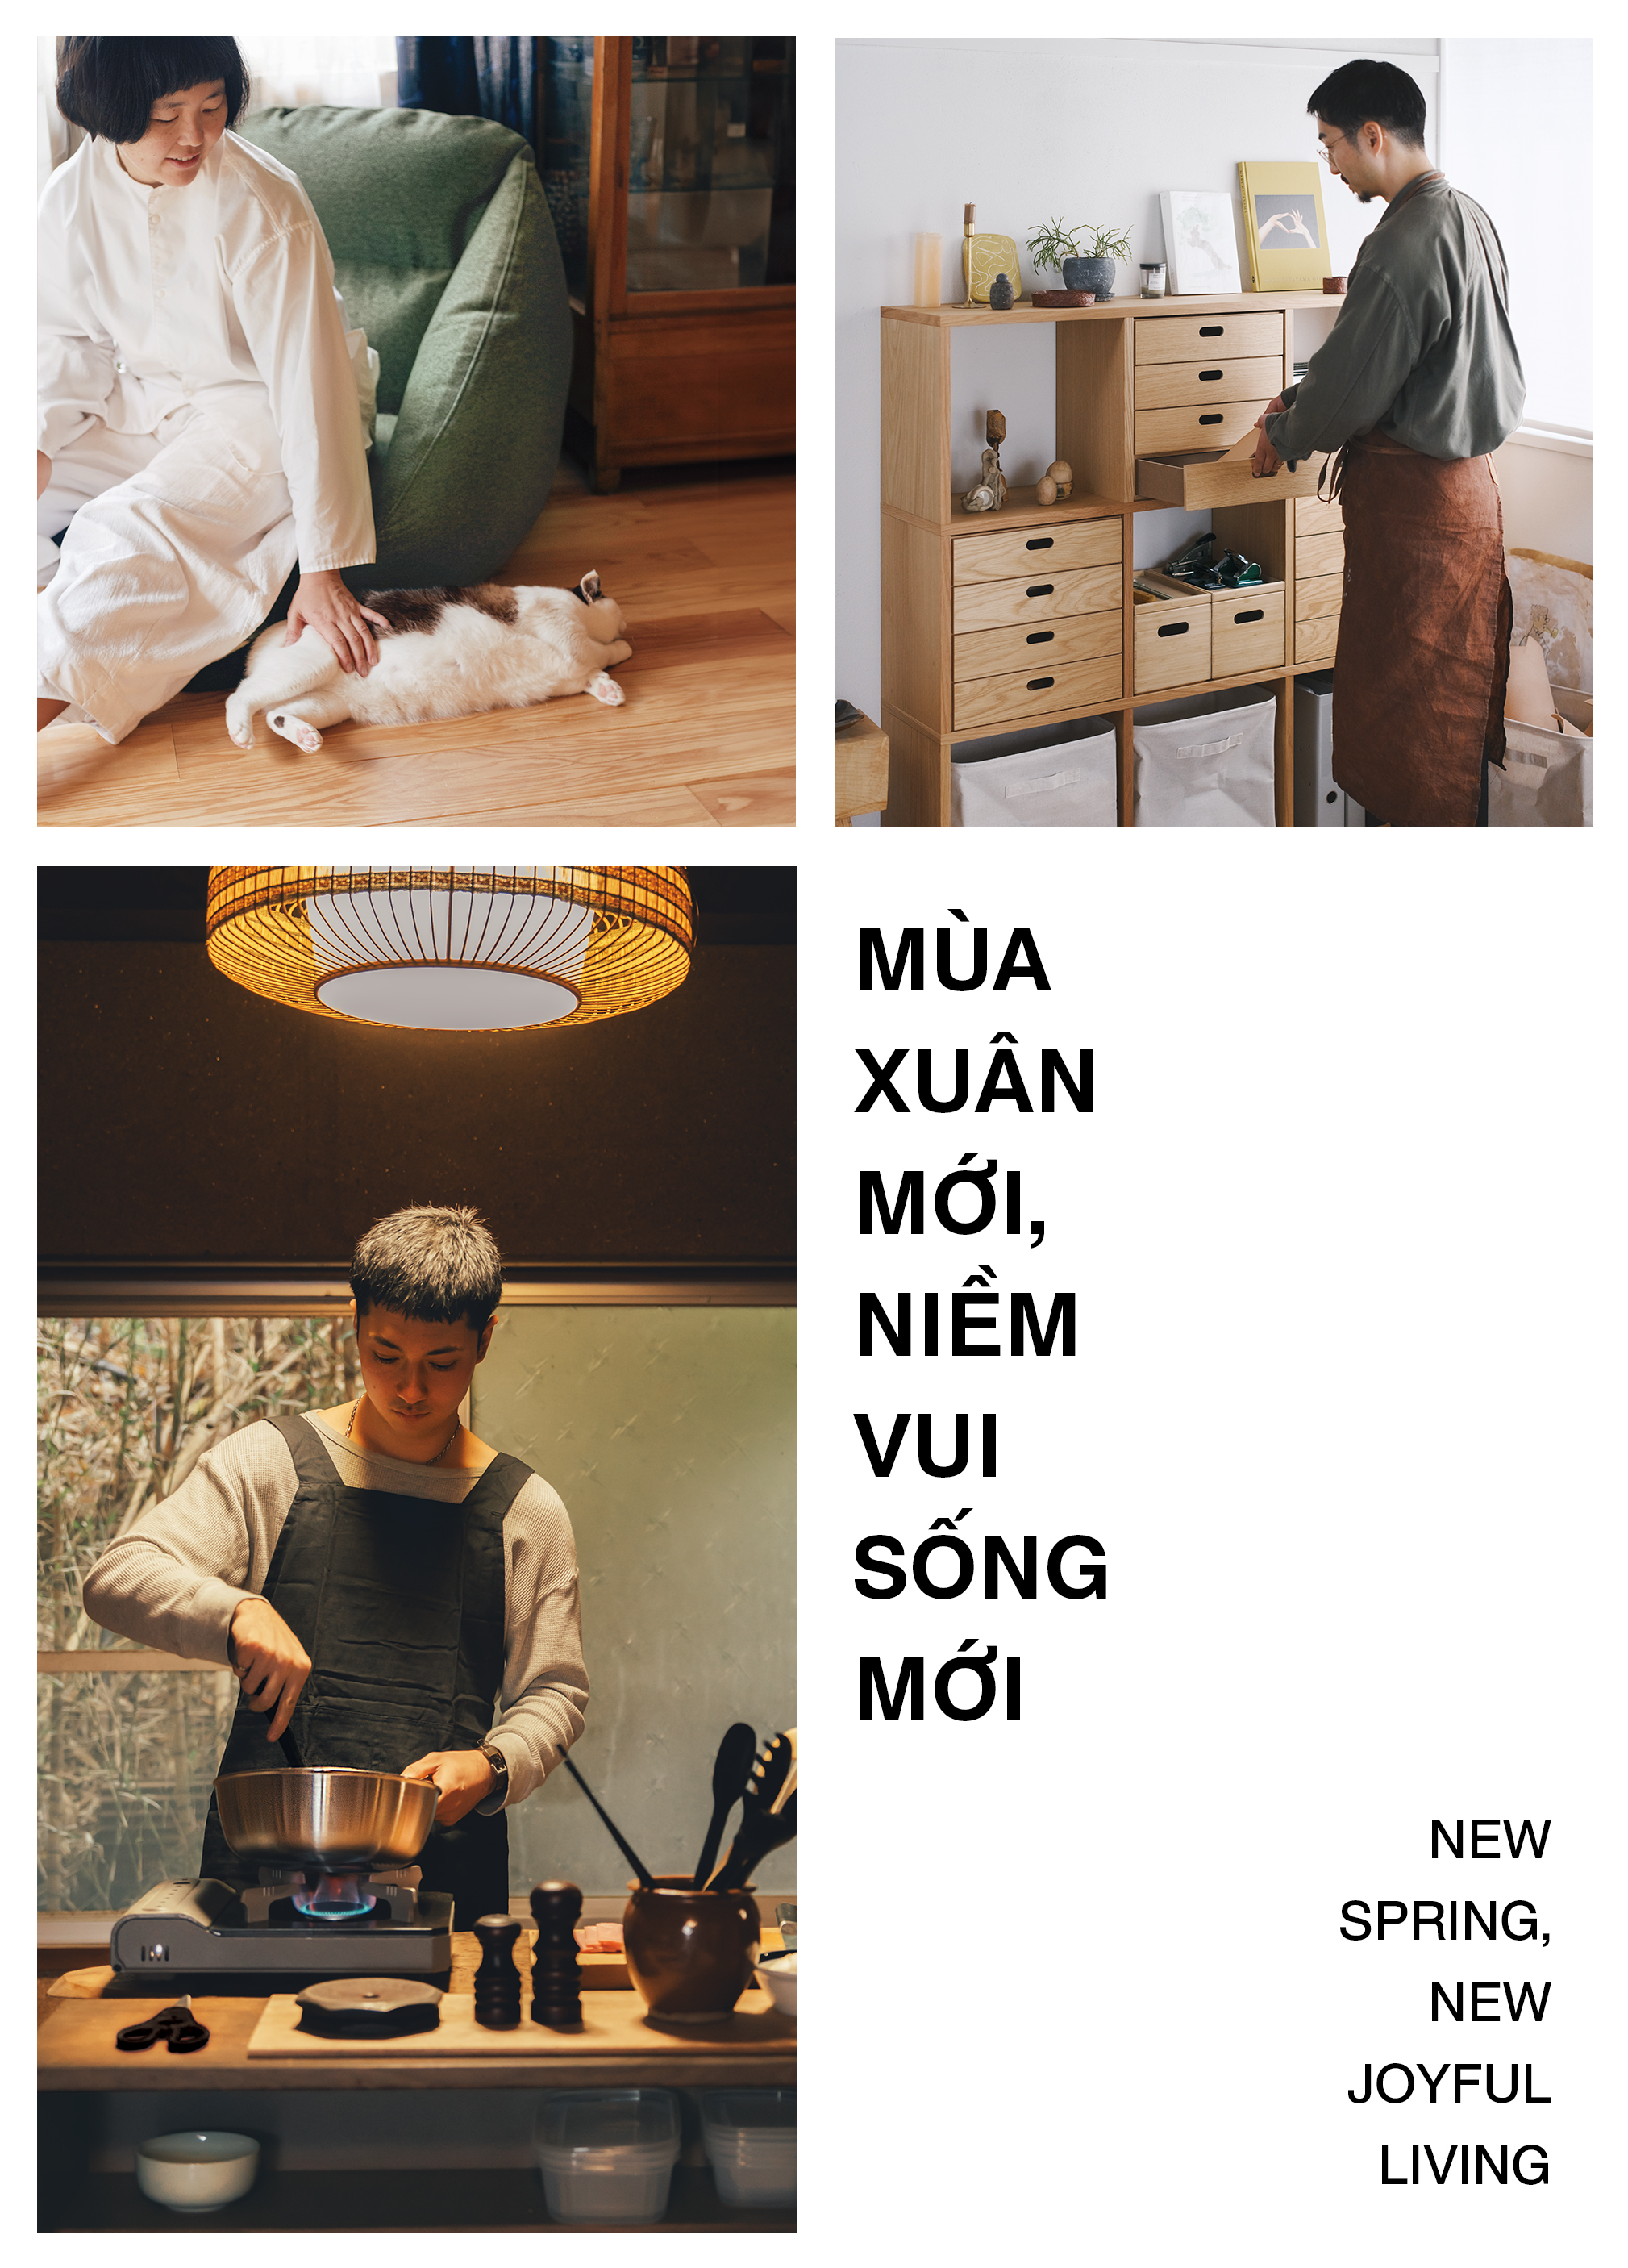 MÙA
XUÂN
MỚI,
NIỀM
VUI
SỐNG
MỚI
NEW
SPRING,
NEW
JOYFUL
LIVING